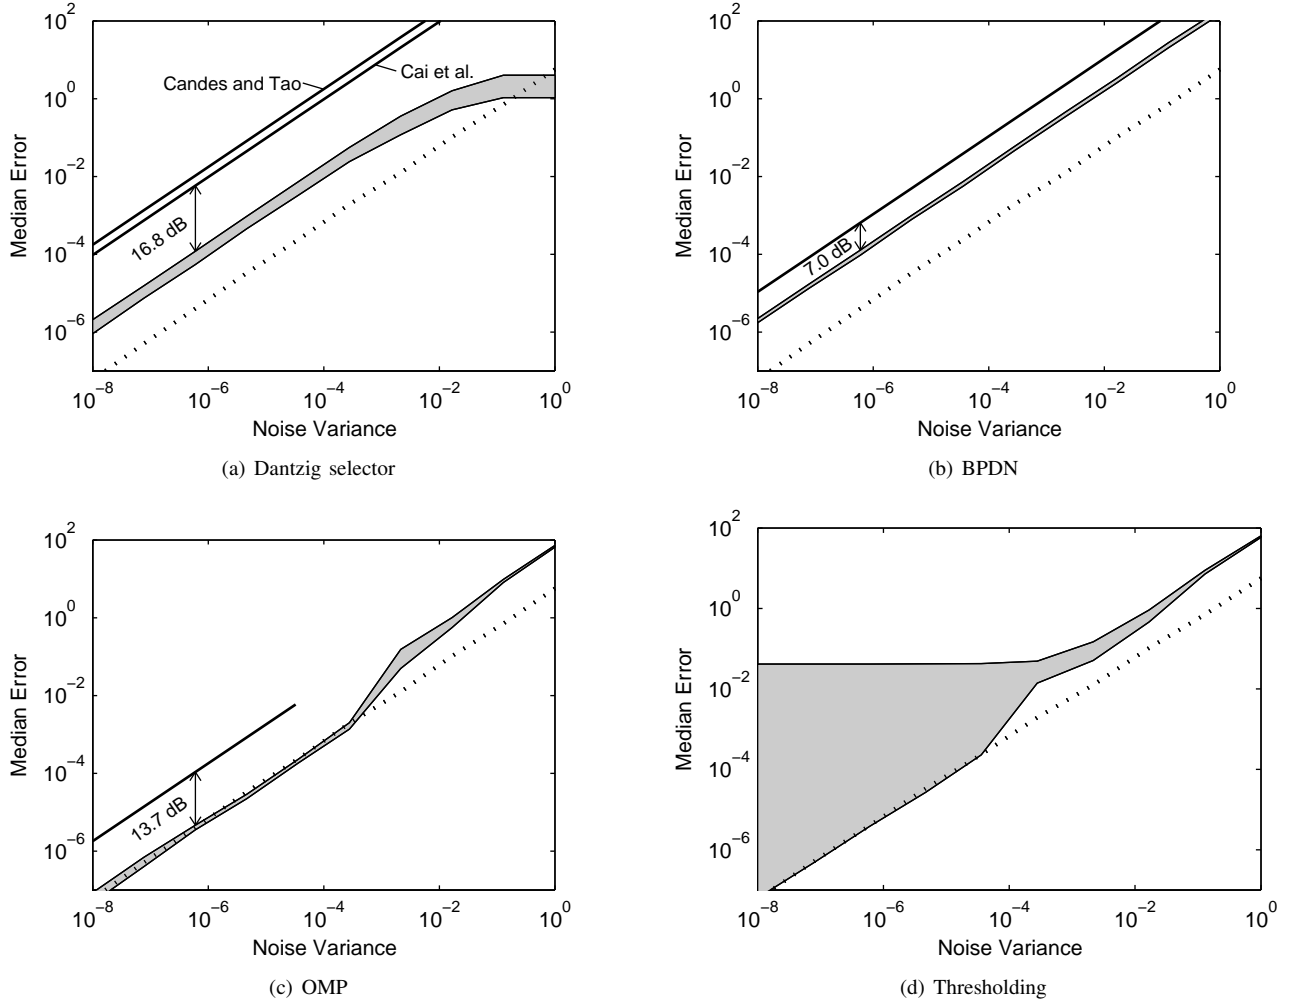 10^2
10^0
10^−2
10^−4
10^−6
Median Error
Candes and Tao
Cai et al.
16.8 dB
10^−8 10^−6 10^−4 10^−2 10^0
Noise Variance
(a) Dantzig selector
10^2
10^0
10^−2
10^−4
10^−6
Median Error
7.0 dB
10^−8 10^−6 10^−4 10^−2 10^0
Noise Variance
(b) BPDN
10^2
10^0
10^−2
10^−4
10^−6
Median Error
13.7 dB
10^−8 10^−6 10^−4 10^−2 10^0
Noise Variance
(c) OMP
10^2
10^0
10^−2
10^−4
10^−6
Median Error
10^−8 10^−6 10^−4 10^−2 10^0
Noise Variance
(d) Thresholding